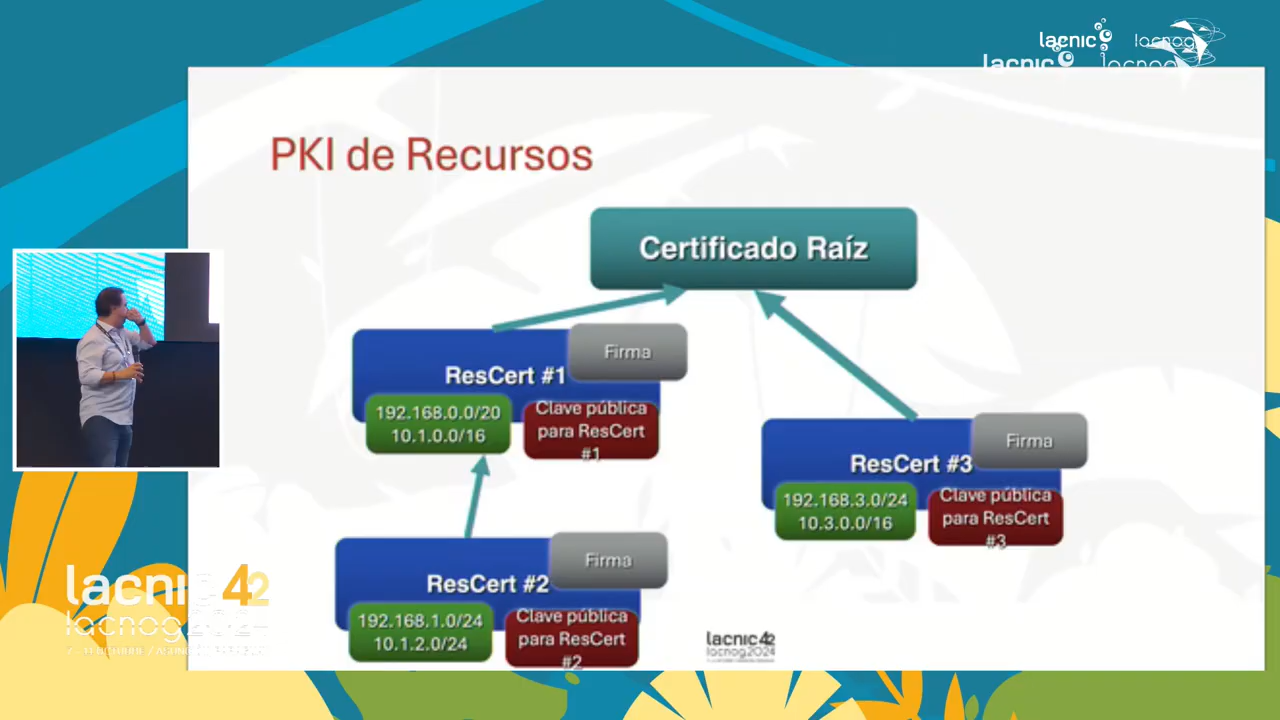 lacnic
lacnog
lacnic
lacnog
PKI de Recursos
Certificado Raíz
Firma
ResCert #1
192.168.0.0/20
10.1.0.0/16
Clave pública
para ResCert
#1
Firma
ResCert #3
192.168.3.0/24
10.3.0.0/16
Clave pública
para ResCert
#3
Firma
ResCert #2
192.168.1.0/24
10.1.2.0/24
Clave pública
para ResCert
#2
lacnic 42
lacnog2024
lacnic42
lacnog2024